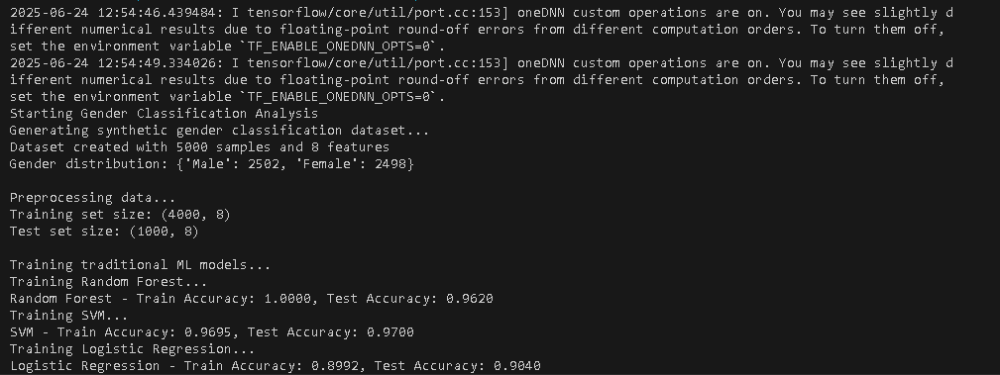 2025-06-24 12:54:46.439484: I tensorflow/core/util/port.cc:153] oneDNN custom operations are on. You may see slightly d
ifferent numerical results due to floating-point round-off errors from different computation orders. To turn them off,
set the environment variable `TF_ENABLE_ONEDNN_OPTS=0`.
2025-06-24 12:54:49.334026: I tensorflow/core/util/port.cc:153] oneDNN custom operations are on. You may see slightly d
ifferent numerical results due to floating-point round-off errors from different computation orders. To turn them off,
set the environment variable `TF_ENABLE_ONEDNN_OPTS=0`.
Starting Gender Classification Analysis
Generating synthetic gender classification dataset...
Dataset created with 5000 samples and 8 features
Gender distribution: {'Male': 2502, 'Female': 2498}
Preprocessing data...
Training set size: (4000, 8)
Test set size: (1000, 8)
Training traditional ML models...
Training Random Forest...
Random Forest - Train Accuracy: 1.0000, Test Accuracy: 0.9620
Training SVM...
SVM - Train Accuracy: 0.9695, Test Accuracy: 0.9700
Training Logistic Regression...
Logistic Regression - Train Accuracy: 0.8992, Test Accuracy: 0.9040